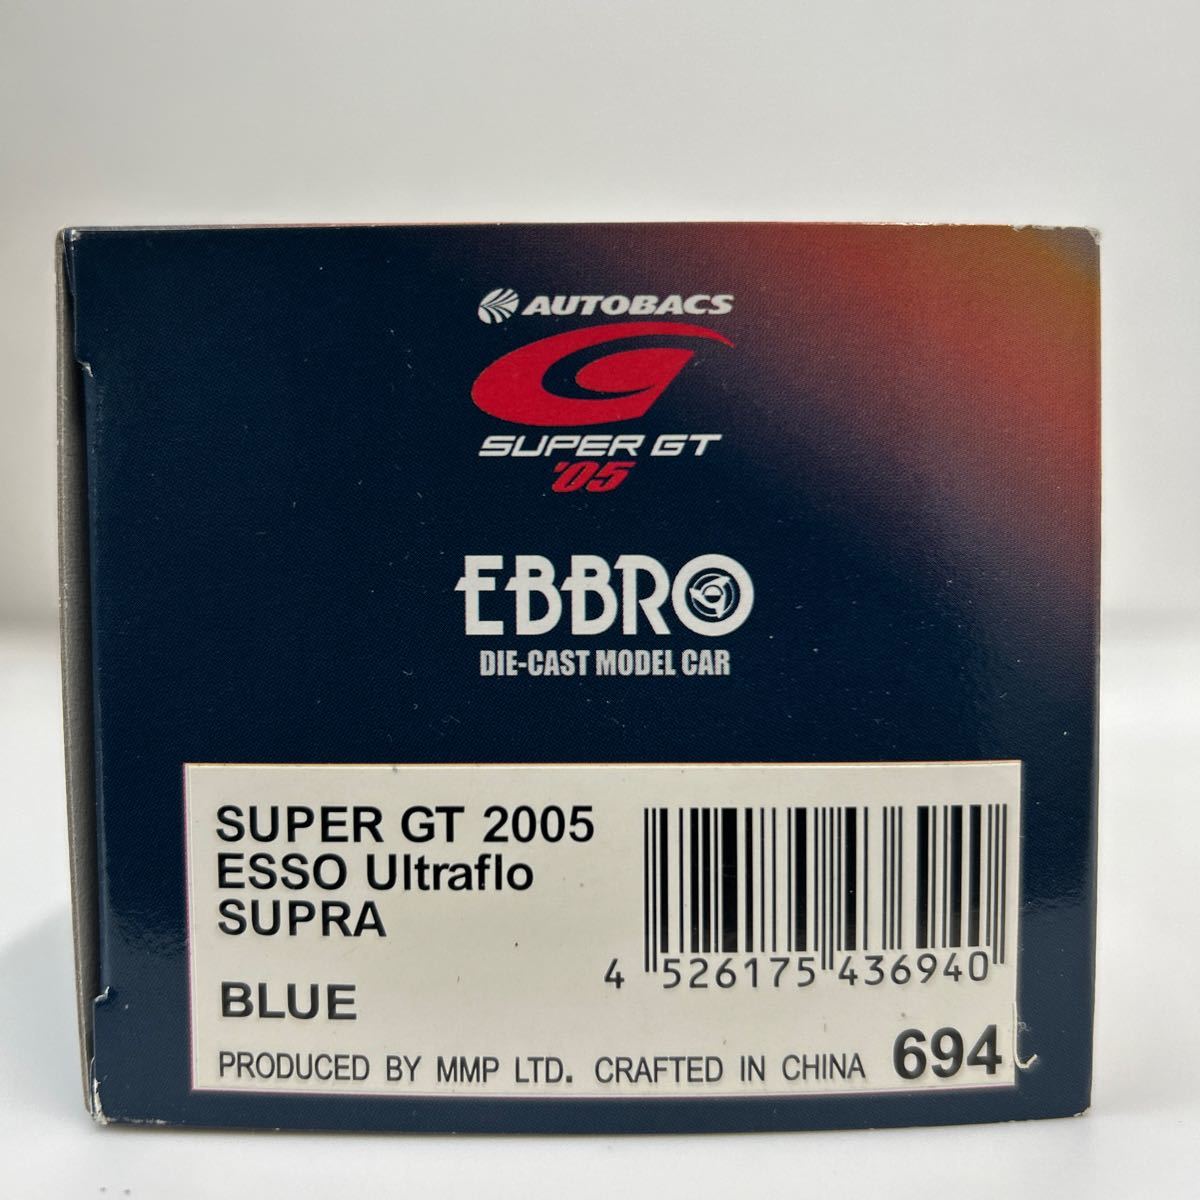 AUTOBACS
SUPER GT
'05
EBBRO
DIE-CAST MODEL CAR
SUPER GT 2005
ESSO Ultraflo
SUPRA
BLUE
4 526175 436940
PRODUCED BY MMP LTD. CRAFTED IN CHINA 694